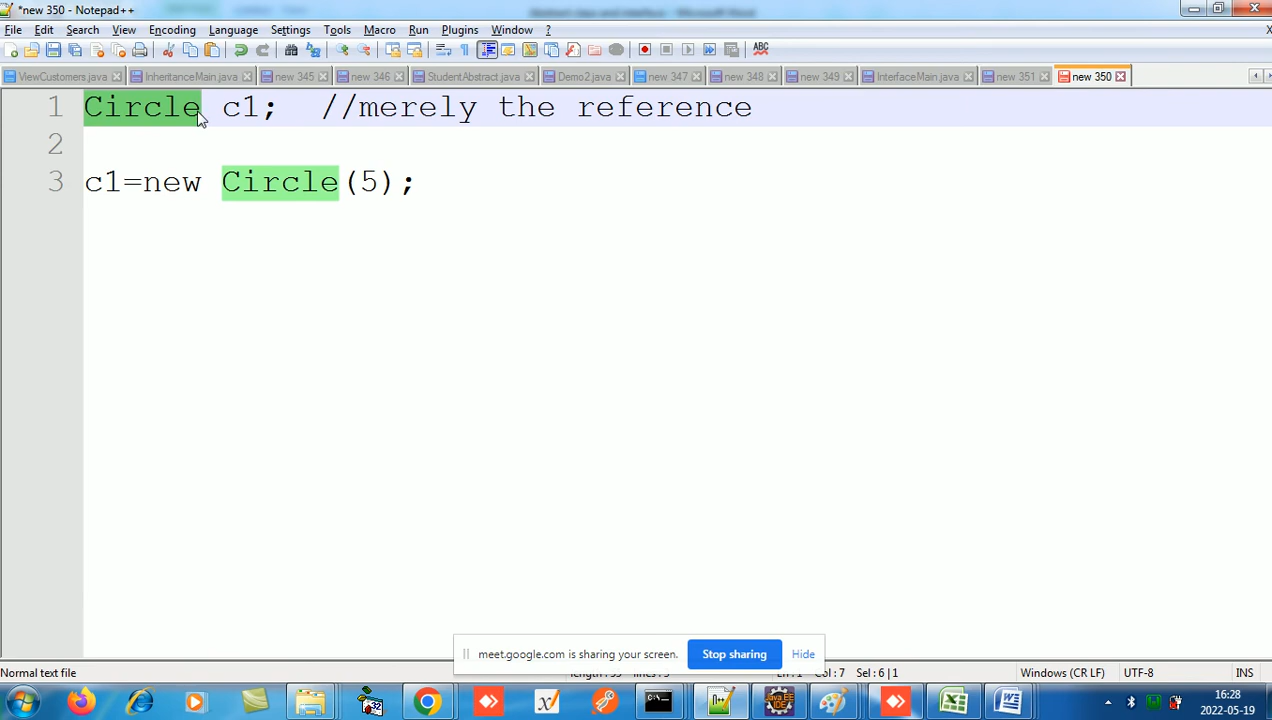 *new 350 - Notepad++
File Edit Search View Encoding Language Settings Tools Macro Run Plugins Window ?
ViewCustomers.java InheritanceMain.java new 345 new 346 StudentAbstract.java Demo2.java new 347 new 348 new 349 InterfaceMain.java new 351 new 350
1 Circle c1; //merely the reference
2
3 c1=new Circle(5);
meet.google.com is sharing your screen. Stop sharing Hide
Normal text file Col:7 Sel:6|1 Windows (CR LF) UTF-8 INS
16:28
2022-05-19